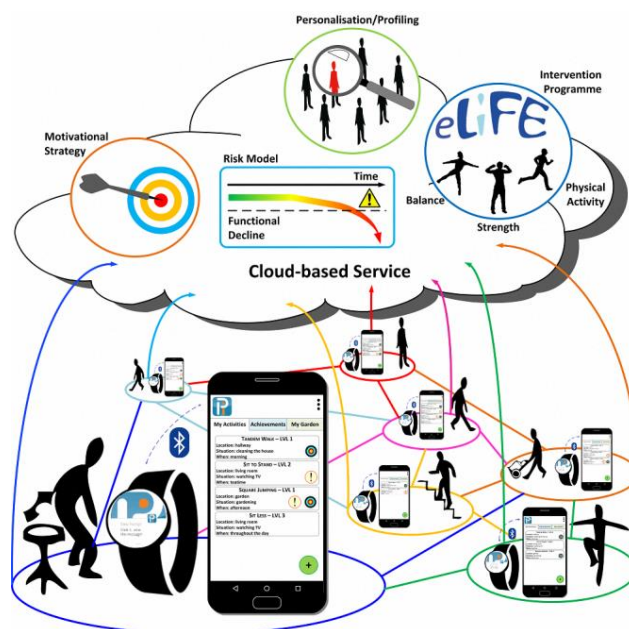 Personalisation/Profiling
Intervention
Programme
eLiFE
Motivational
Strategy
Risk Model
Time
Functional
Decline
Balance
Strength
Physical
Activity
Cloud-based Service
P
My Activities
Achievements
My Garden
Tandem Walk – LVL 1
Location: hallway
Situation: cleaning the house
When: morning
Sit to Stand – LVL 2
Location: living room
Situation: watching TV
When: teatime
Square Jumping – LVL 1
Location: garden
Situation: gardening
When: afternoon
Sit Less – LVL 3
Location: living room
Situation: watching TV
When: throughout the day
+
P